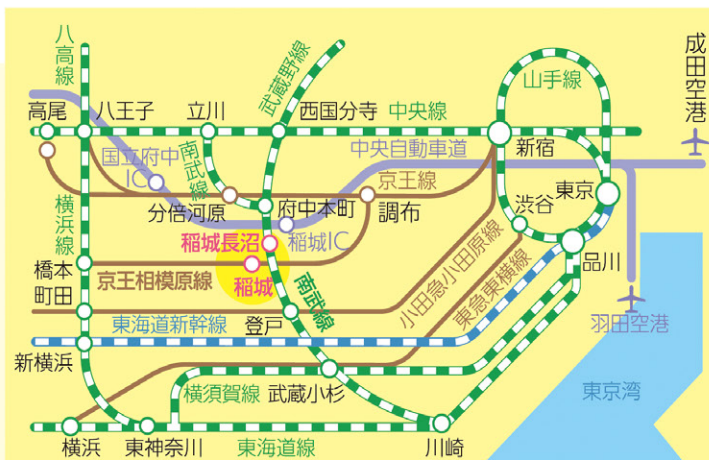 八高線
武蔵野線
成田空港
山手線
高尾
八王子
立川
西国分寺
中央線
新宿
国立府中
IC
南武線
中央自動車道
京王線
東京
分倍河原
府中本町
調布
渋谷
横浜線
稲城長沼
稲城IC
品川
橋本
京王相模原線
稲城
南武線
小田急小田原線
東急東横線
町田
東海道新幹線
登戸
羽田空港
新横浜
横須賀線
武蔵小杉
東京湾
横浜
東神奈川
東海道線
川崎